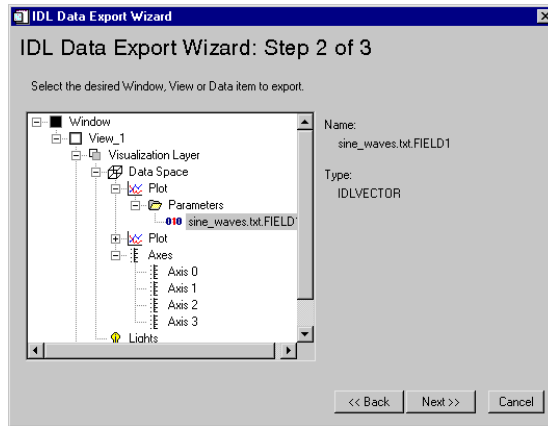 IDL Data Export Wizard
IDL Data Export Wizard: Step 2 of 3
Select the desired Window, View or Data item to export.
Window
View_1
Visualization Layer
Data Space
Plot
Parameters
sine_waves.txt.FIELD1
Plot
Axes
Axis 0
Axis 1
Axis 2
Axis 3
Lights
Name:
sine_waves.txt.FIELD1
Type:
IDLVECTOR
<< Back
Next >>
Cancel